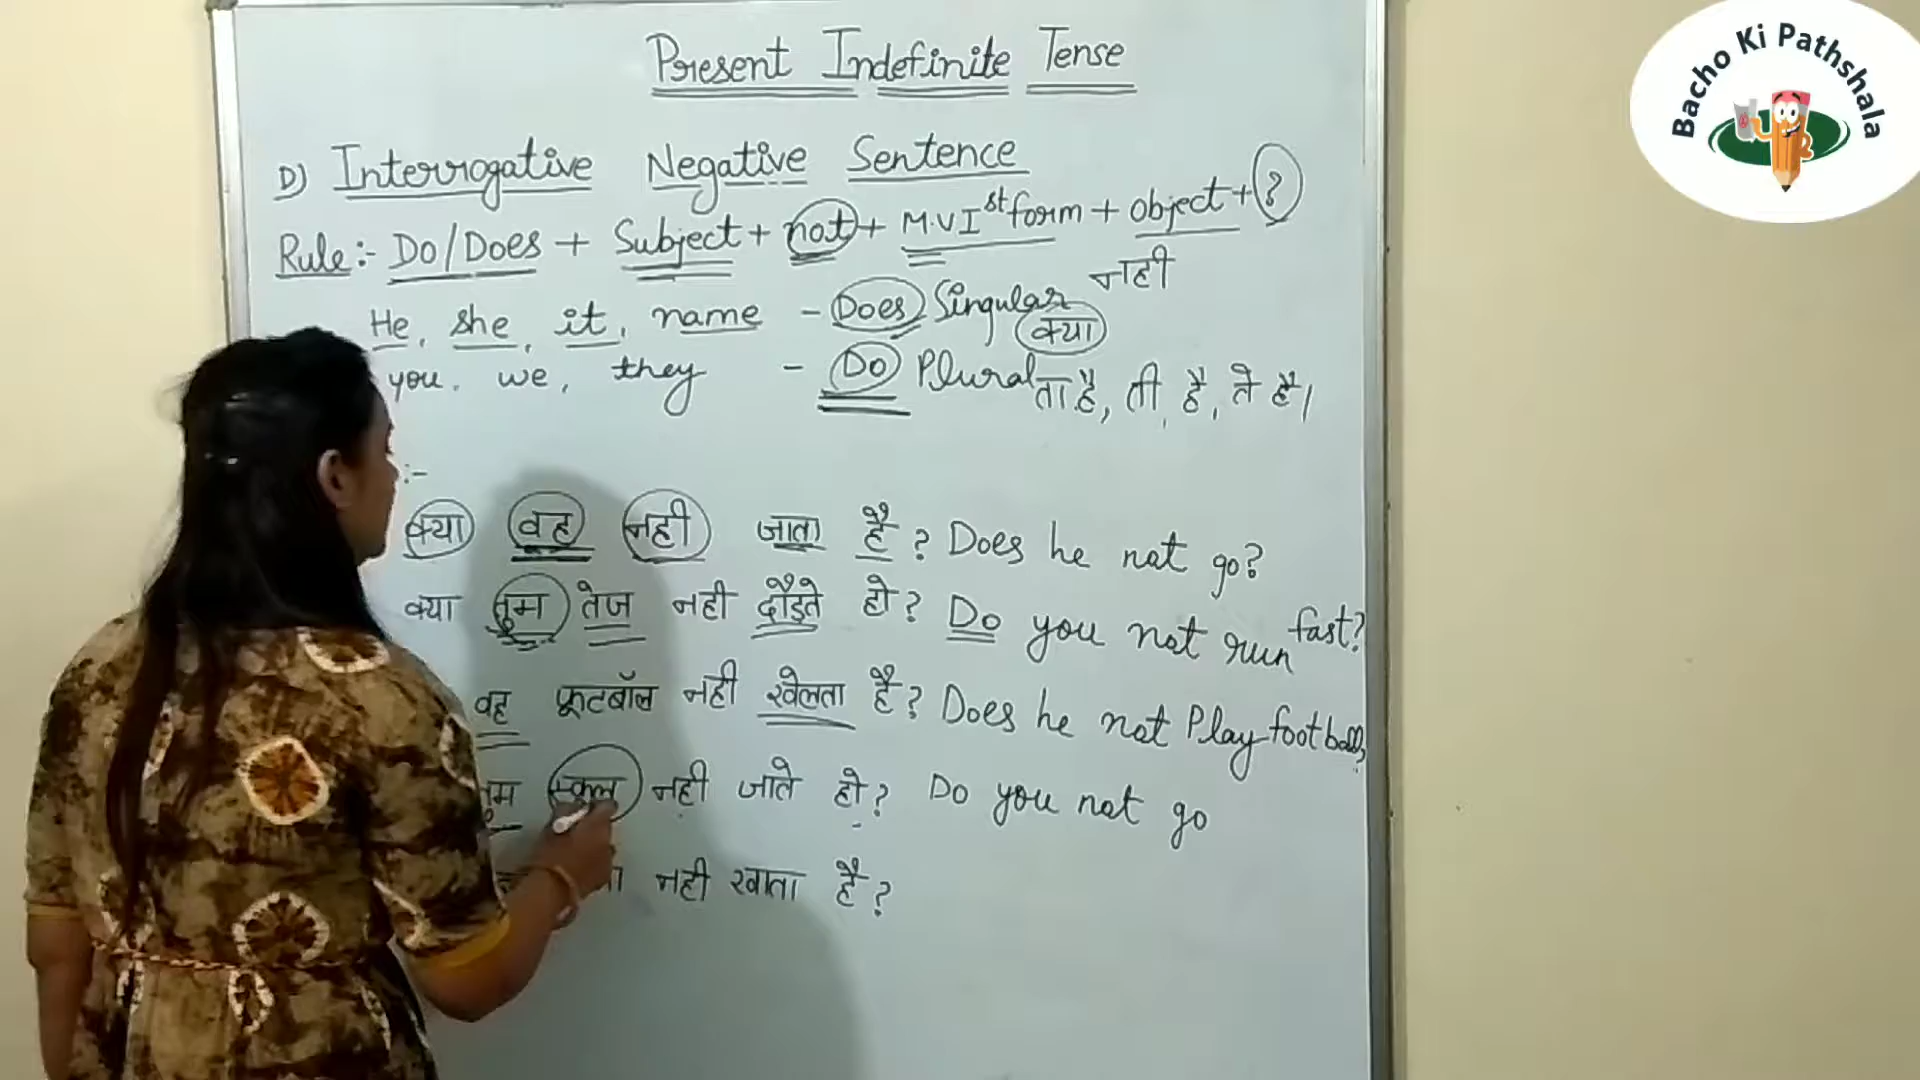 Present Indefinite Tense
Bacho Ki Pathshala
D) Interrogative Negative Sentence
Rule:- Do/Does + Subject + not + M.V Ist form + object + ?
नही
He, she, it, name - Does Singular
क्या
you, we, they - Do Plural
ता है, ती है, ते है।
:-
क्या वह नही जाता है? Does he not go?
क्या तुम तेज नही दौड़ते हो? Do you not run fast?
वह फूटबॉल नही खेलता है? Does he not Play football?
तुम स्कूल नही जाते हो? Do you not go
नही खाता है?